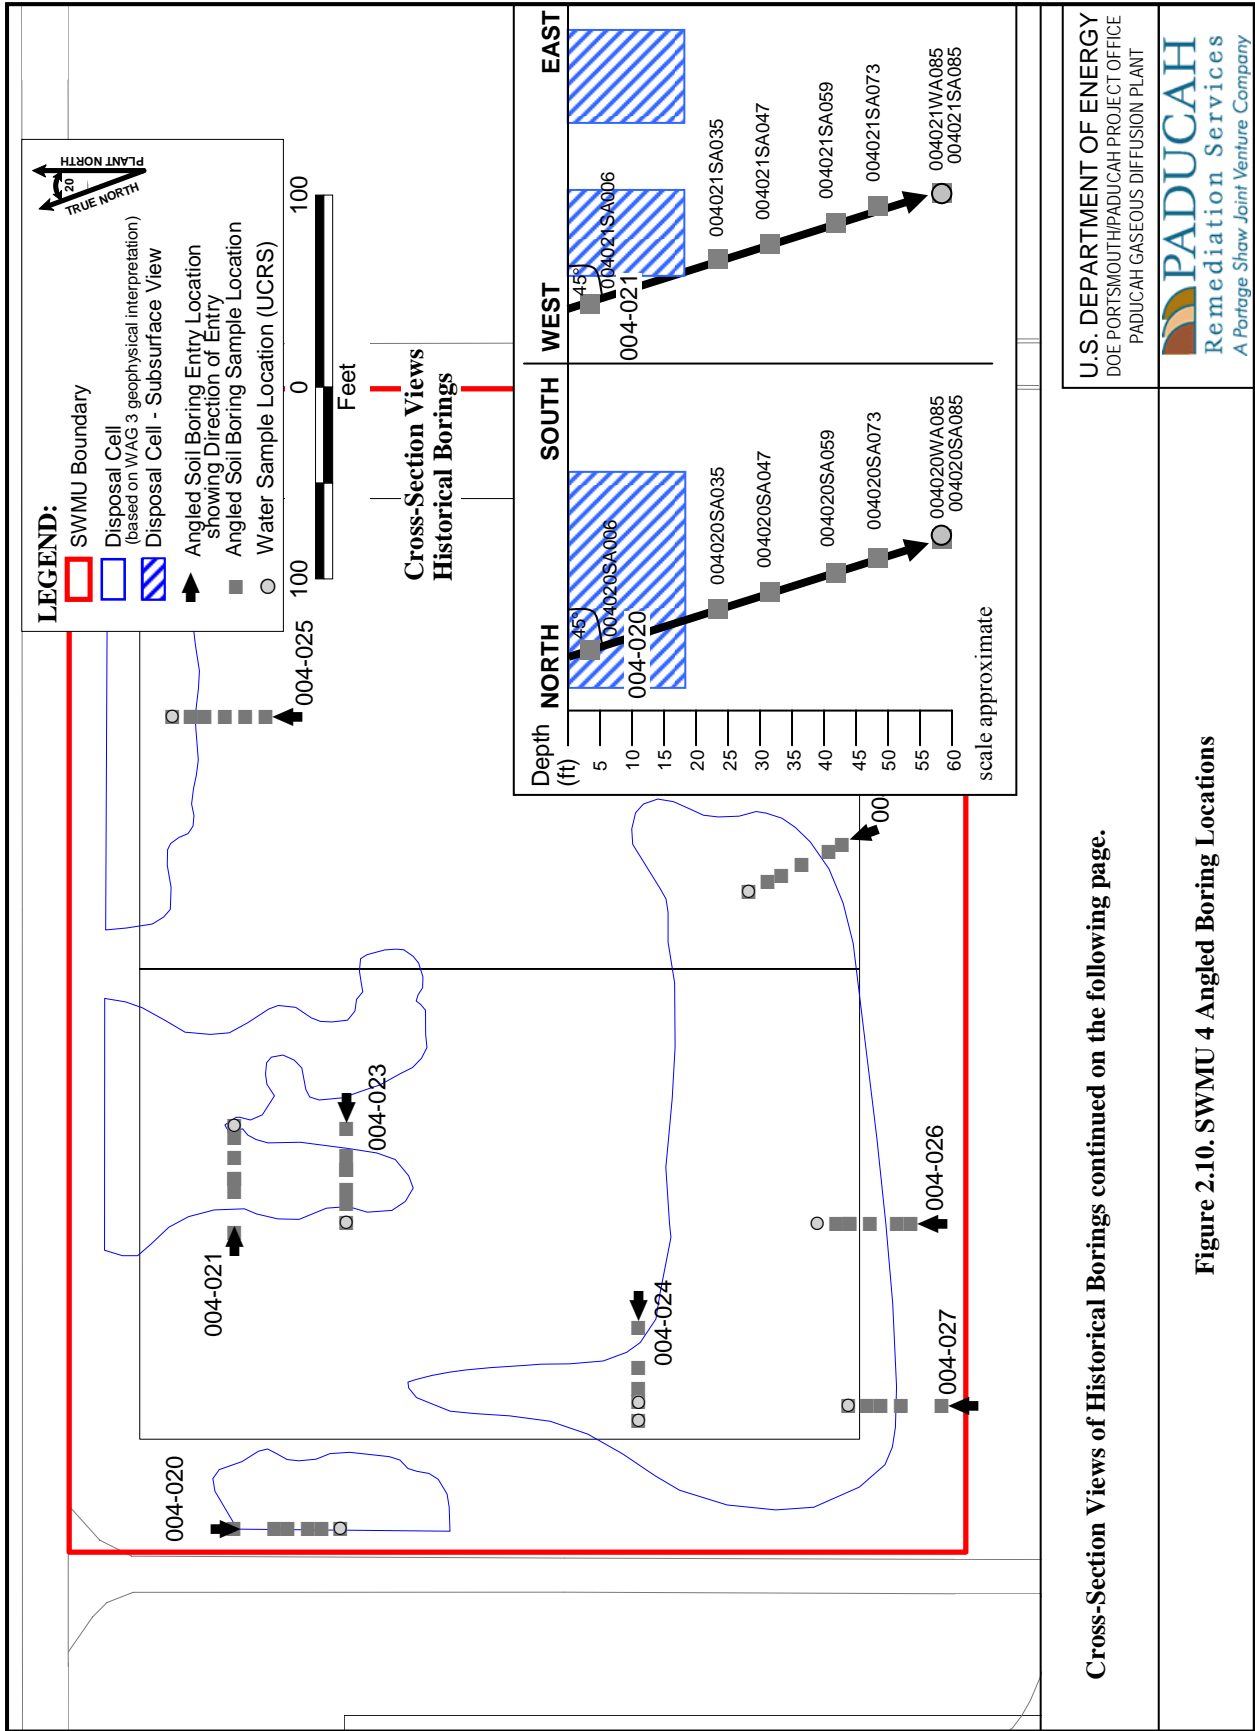 LEGEND:
SWMU Boundary
Disposal Cell
(based on WAG 3 geophysical interpretation)
Disposal Cell - Subsurface View
Angled Soil Boring Entry Location
showing Direction of Entry
Angled Soil Boring Sample Location
Water Sample Location (UCRS)
TRUE NORTH
20
PLANT NORTH
100
0
100
Feet
004-020
004-021
004-023
004-025
004-024
004-027
004-026
00
Cross-Section Views
Historical Borings
Depth
(ft)
NORTH
SOUTH
WEST
EAST
5
10
15
20
25
30
35
40
45
50
55
60
45°
004020SA006
004-020
004020SA035
004020SA047
004020SA059
004020SA073
004020WA085
004020SA085
45°
004021SA006
004-021
004021SA035
004021SA047
004021SA059
004021SA073
004021WA085
004021SA085
scale approximate
Cross-Section Views of Historical Borings continued on the following page.
U.S. DEPARTMENT OF ENERGY
DOE PORTSMOUTH/PADUCAH PROJECT OFFICE
PADUCAH GASEOUS DIFFUSION PLANT
Figure 2.10. SWMU 4 Angled Boring Locations
PADUCAH
Remediation Services
A Portage Shaw Joint Venture Company